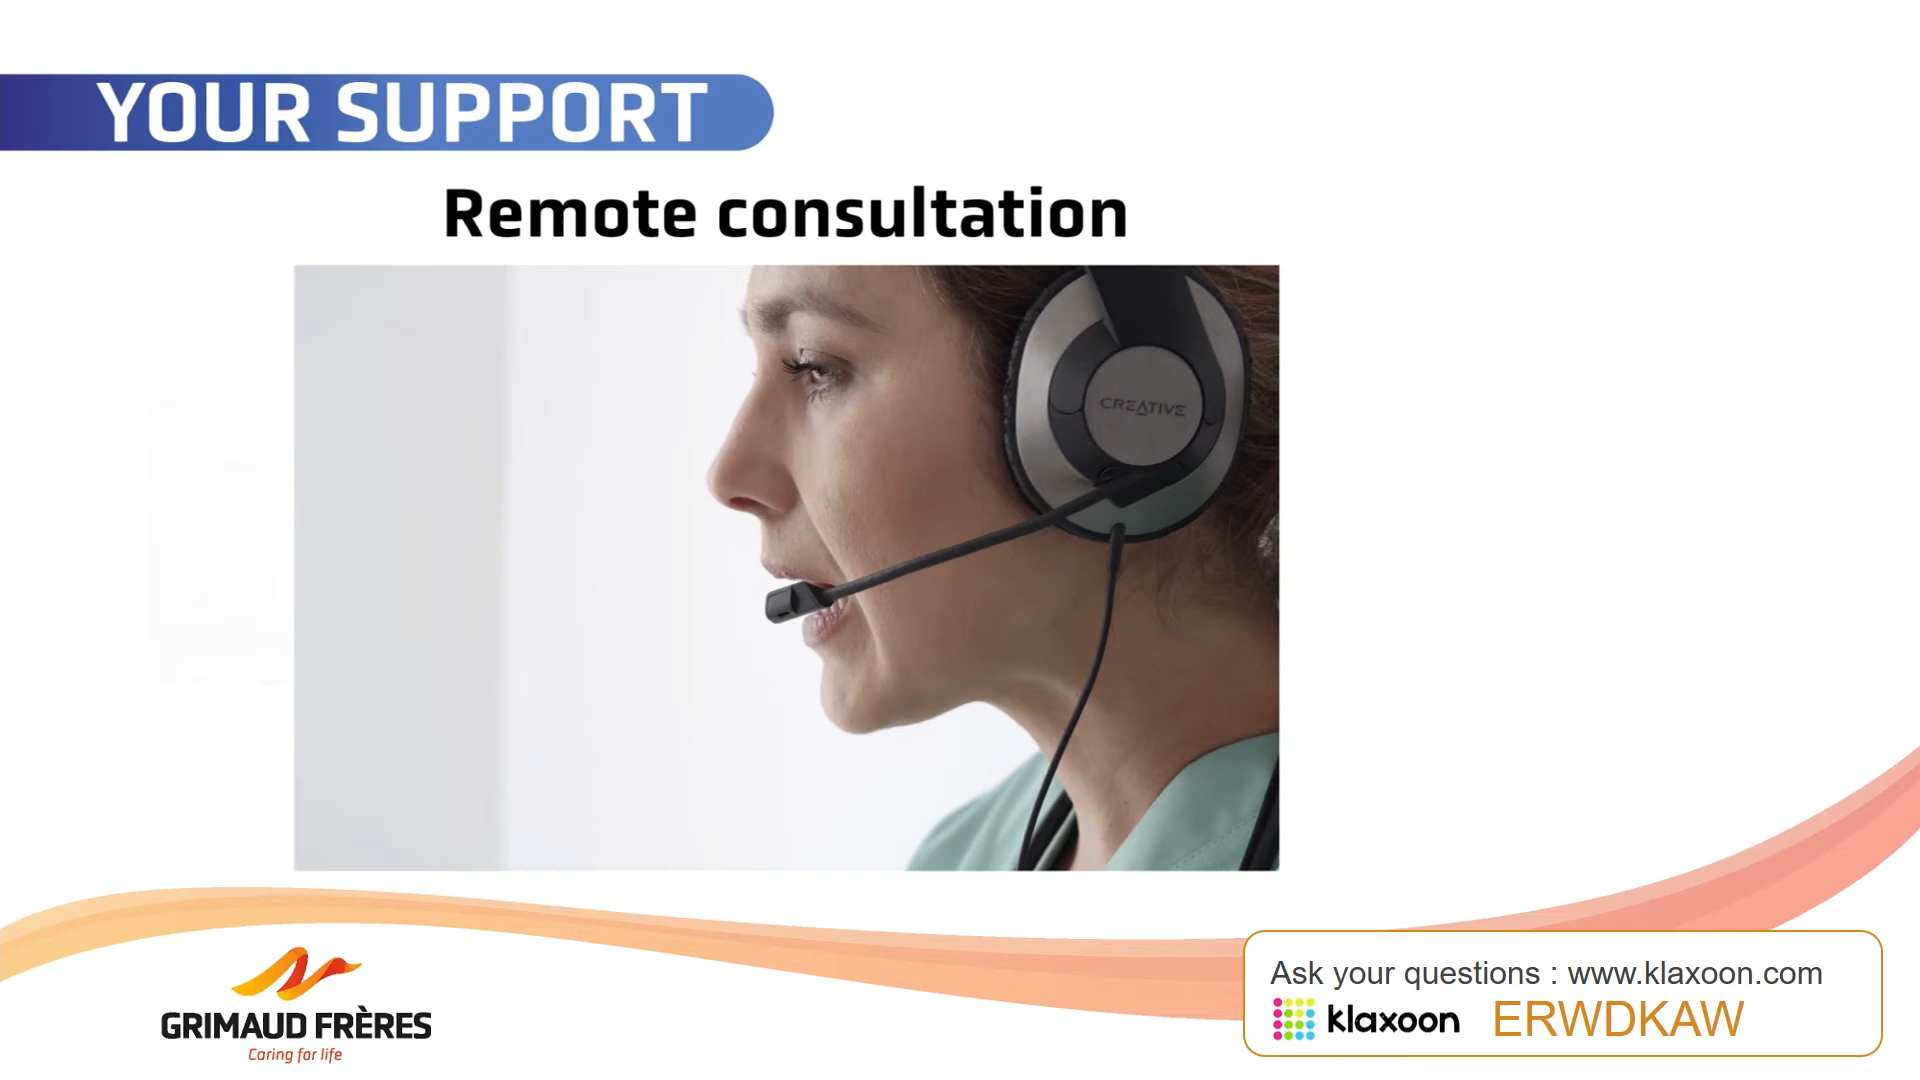 YOUR SUPPORT
Remote consultation
CREATIVE
GRIMAUD FRÈRES
Caring for life
Ask your questions : www.klaxoon.com
klaxoon ERWDKAW